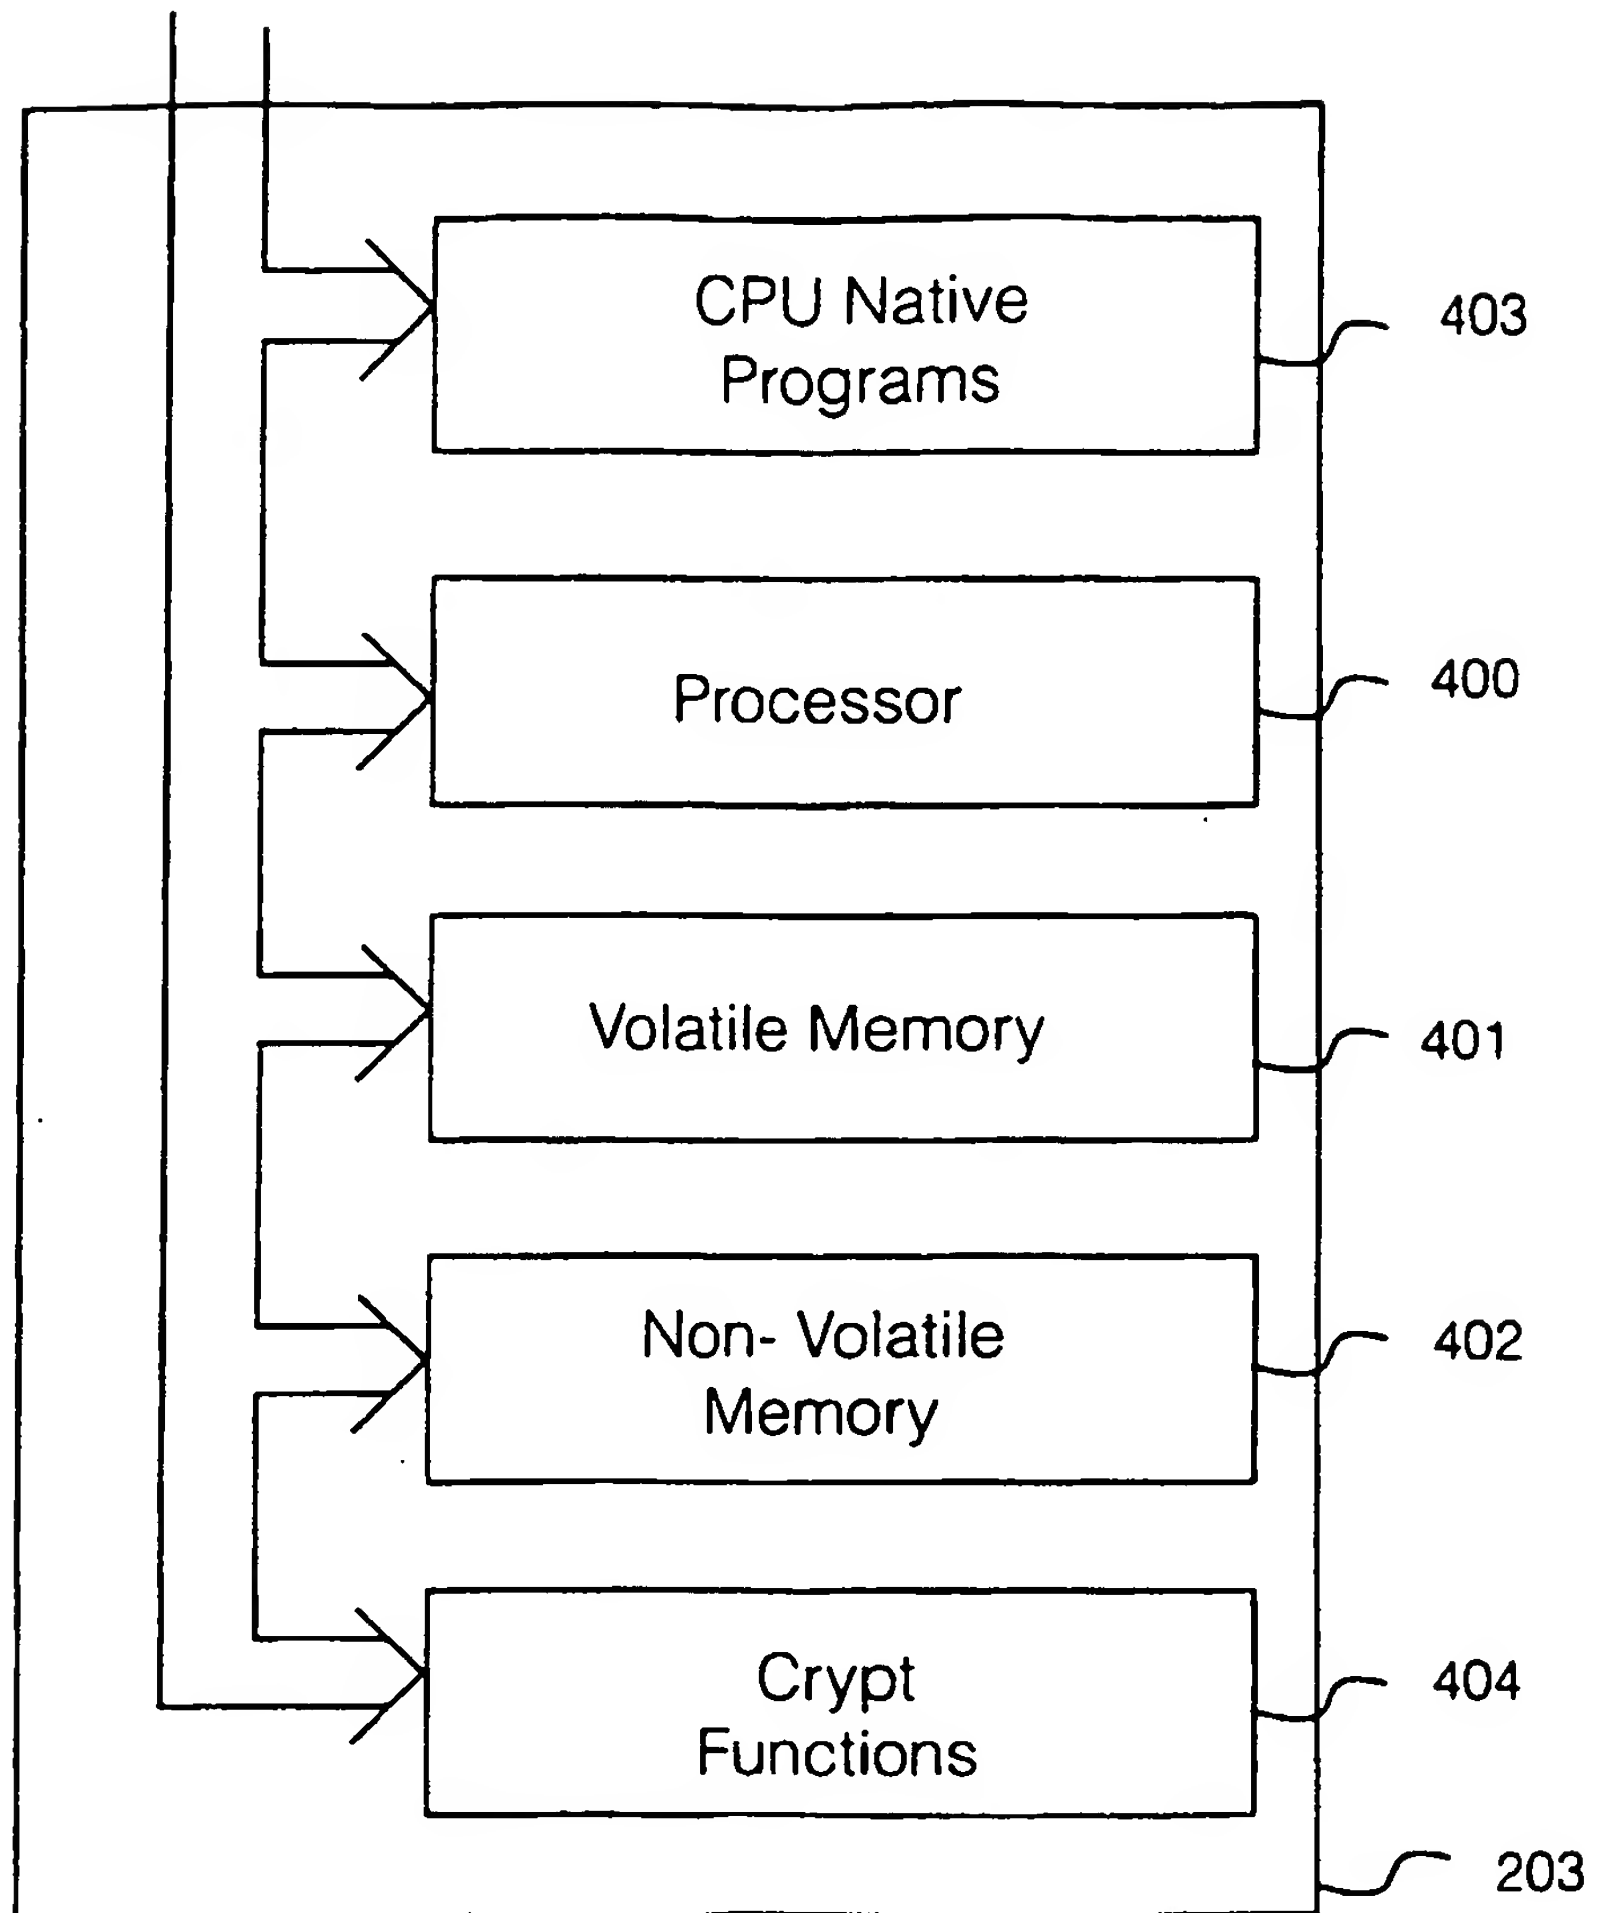 CPU Native
Programs
403
Processor
400
Volatile Memory
401
Non- Volatile
Memory
402
Crypt
Functions
404
203